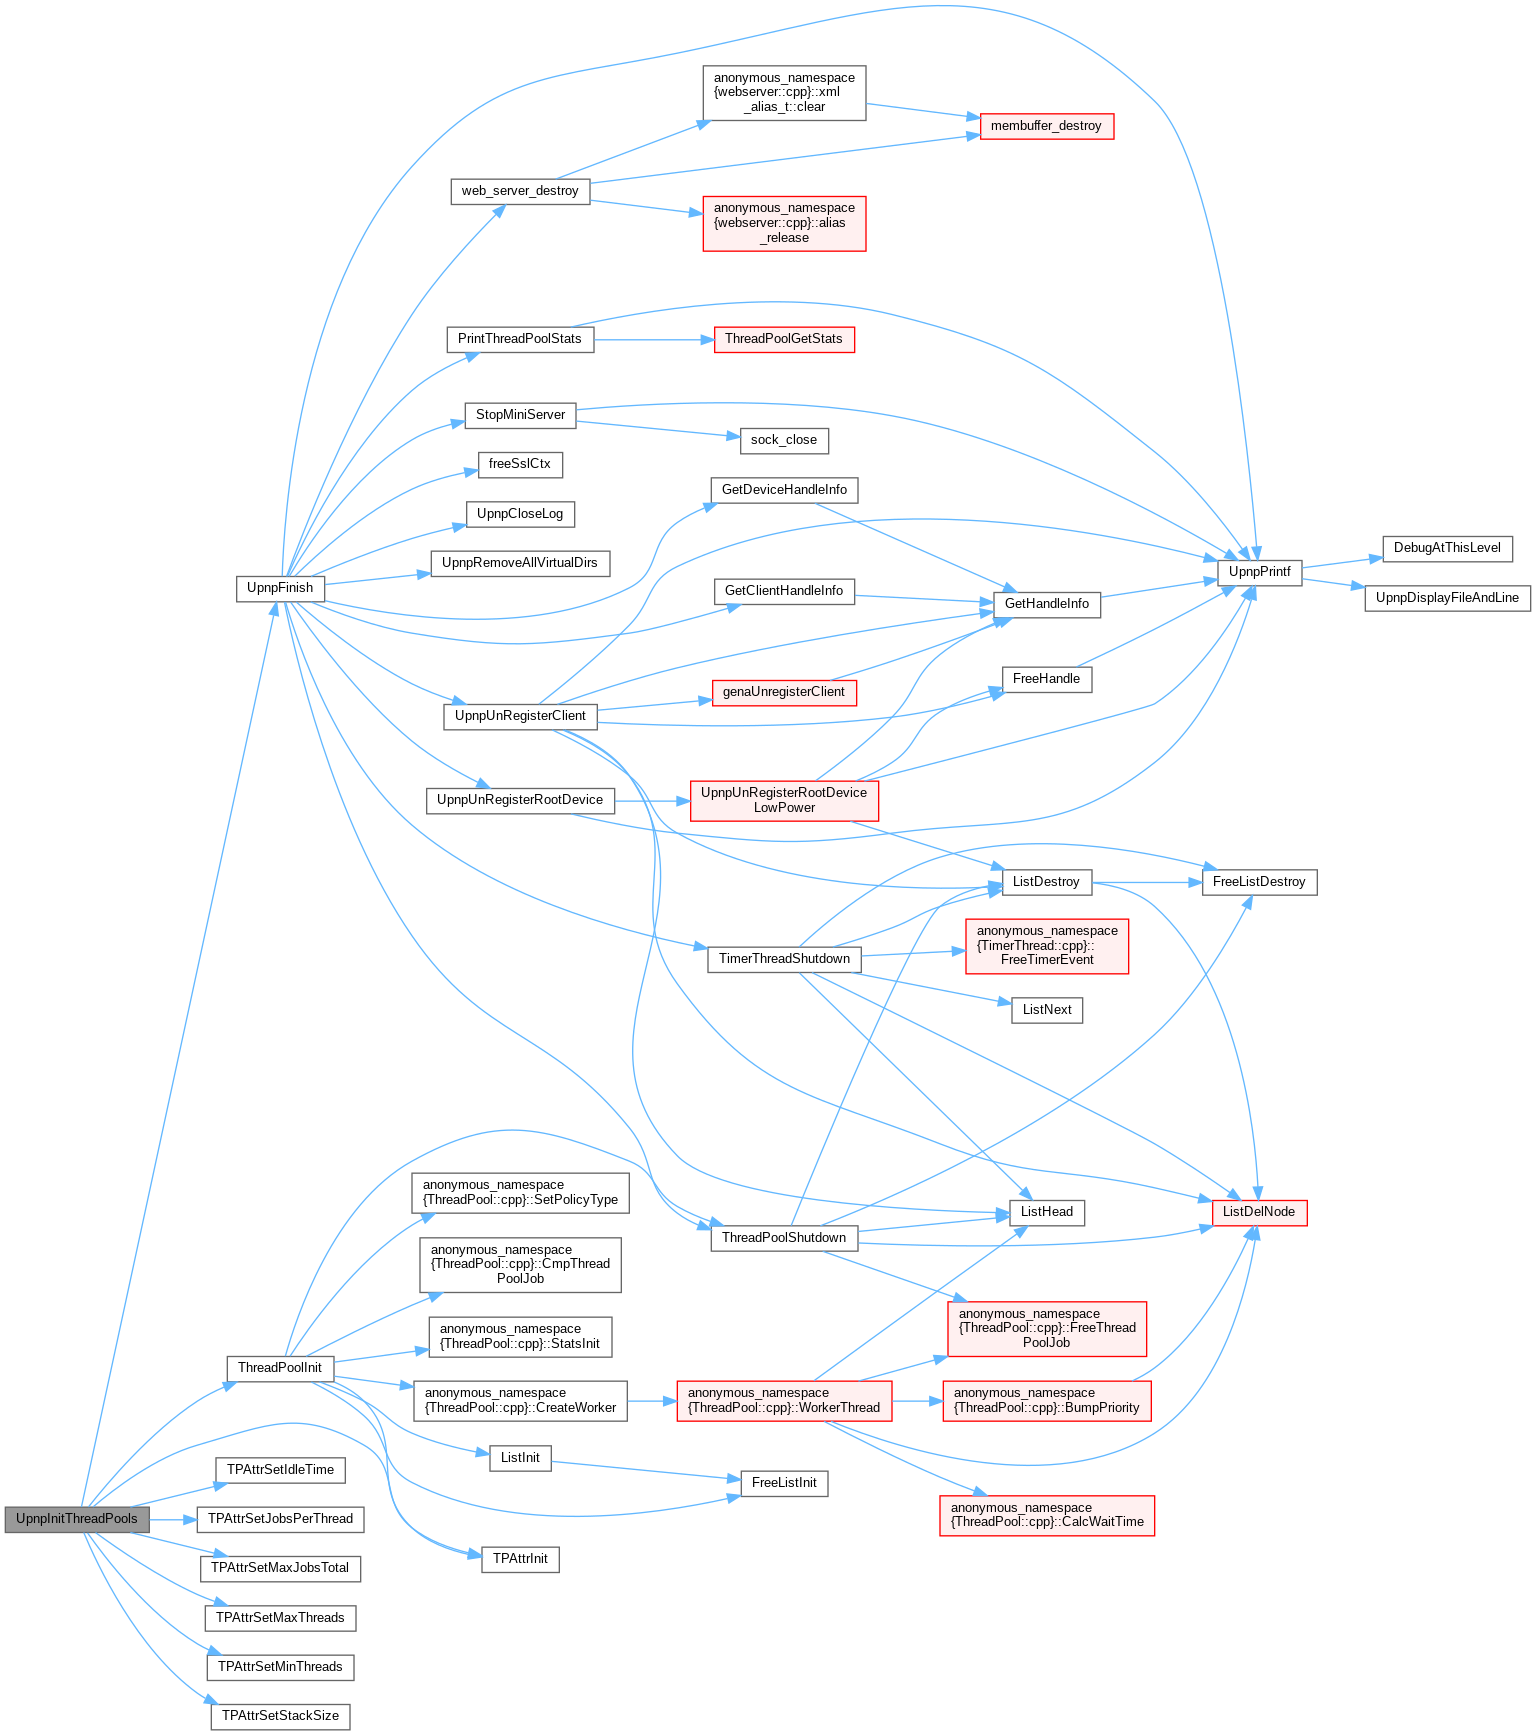 anonymous_namespace
{webserver::cpp}::xml
_alias_t::clear
membuffer_destroy
web_server_destroy
anonymous_namespace
{webserver::cpp}::alias
_release
PrintThreadPoolStats
ThreadPoolGetStats
StopMiniServer
sock_close
freeSslCtx
GetDeviceHandleInfo
UpnpCloseLog
DebugAtThisLevel
UpnpRemoveAllVirtualDirs
UpnpPrintf
UpnpFinish
GetClientHandleInfo
GetHandleInfo
UpnpDisplayFileAndLine
FreeHandle
genaUnregisterClient
UpnpUnRegisterClient
UpnpUnRegisterRootDevice
UpnpUnRegisterRootDevice
LowPower
ListDestroy
FreeListDestroy
anonymous_namespace
{TimerThread::cpp}::
FreeTimerEvent
TimerThreadShutdown
ListNext
anonymous_namespace
{ThreadPool::cpp}::SetPolicyType
ListHead
ListDelNode
ThreadPoolShutdown
anonymous_namespace
{ThreadPool::cpp}::CmpThread
PoolJob
anonymous_namespace
{ThreadPool::cpp}::FreeThread
PoolJob
anonymous_namespace
{ThreadPool::cpp}::StatsInit
ThreadPoolInit
anonymous_namespace
{ThreadPool::cpp}::CreateWorker
anonymous_namespace
{ThreadPool::cpp}::WorkerThread
anonymous_namespace
{ThreadPool::cpp}::BumpPriority
ListInit
TPAttrSetIdleTime
FreeListInit
UpnpInitThreadPools
TPAttrSetJobsPerThread
anonymous_namespace
{ThreadPool::cpp}::CalcWaitTime
TPAttrInit
TPAttrSetMaxJobsTotal
TPAttrSetMaxThreads
TPAttrSetMinThreads
TPAttrSetStackSize